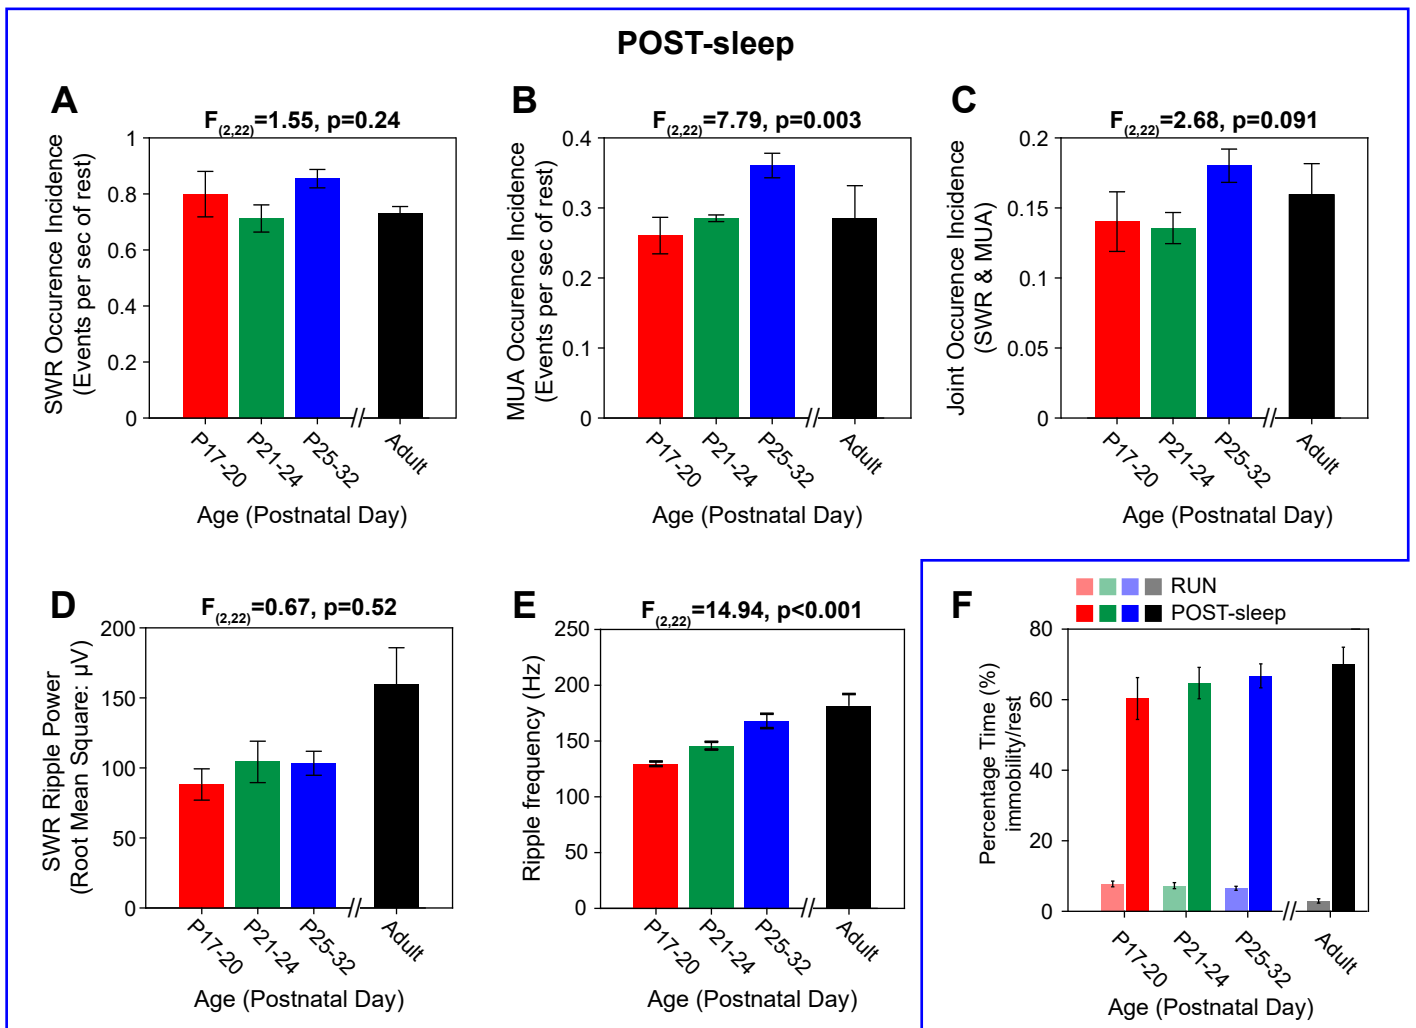 POST-sleep
A
F(2,22)=1.55, p=0.24
SWR Occurence Incidence
(Events per sec of rest)
1
0.8
0.6
0.4
0.2
0
P17-20
P21-24
P25-32
//
Adult
Age (Postnatal Day)
B
F(2,22)=7.79, p=0.003
MUA Occurence Incidence
(Events per sec of rest)
0.4
0.3
0.2
0.1
0
P17-20
P21-24
P25-32
//
Adult
Age (Postnatal Day)
C
F(2,22)=2.68, p=0.091
Joint Occurence Incidence
(SWR & MUA)
0.2
0.15
0.1
0.05
0
P17-20
P21-24
P25-32
//
Adult
Age (Postnatal Day)
D
F(2,22)=0.67, p=0.52
SWR Ripple Power
(Root Mean Square: µV)
200
150
100
50
0
P17-20
P21-24
P25-32
//
Adult
Age (Postnatal Day)
E
F(2,22)=14.94, p<0.001
Ripple frequency (Hz)
250
200
150
100
50
0
P17-20
P21-24
P25-32
//
Adult
Age (Postnatal Day)
F
RUN
POST-sleep
Percentage Time (%)
immobility/rest
80
60
40
20
0
P17-20
P21-24
P25-32
//
Adult
Age (Postnatal Day)